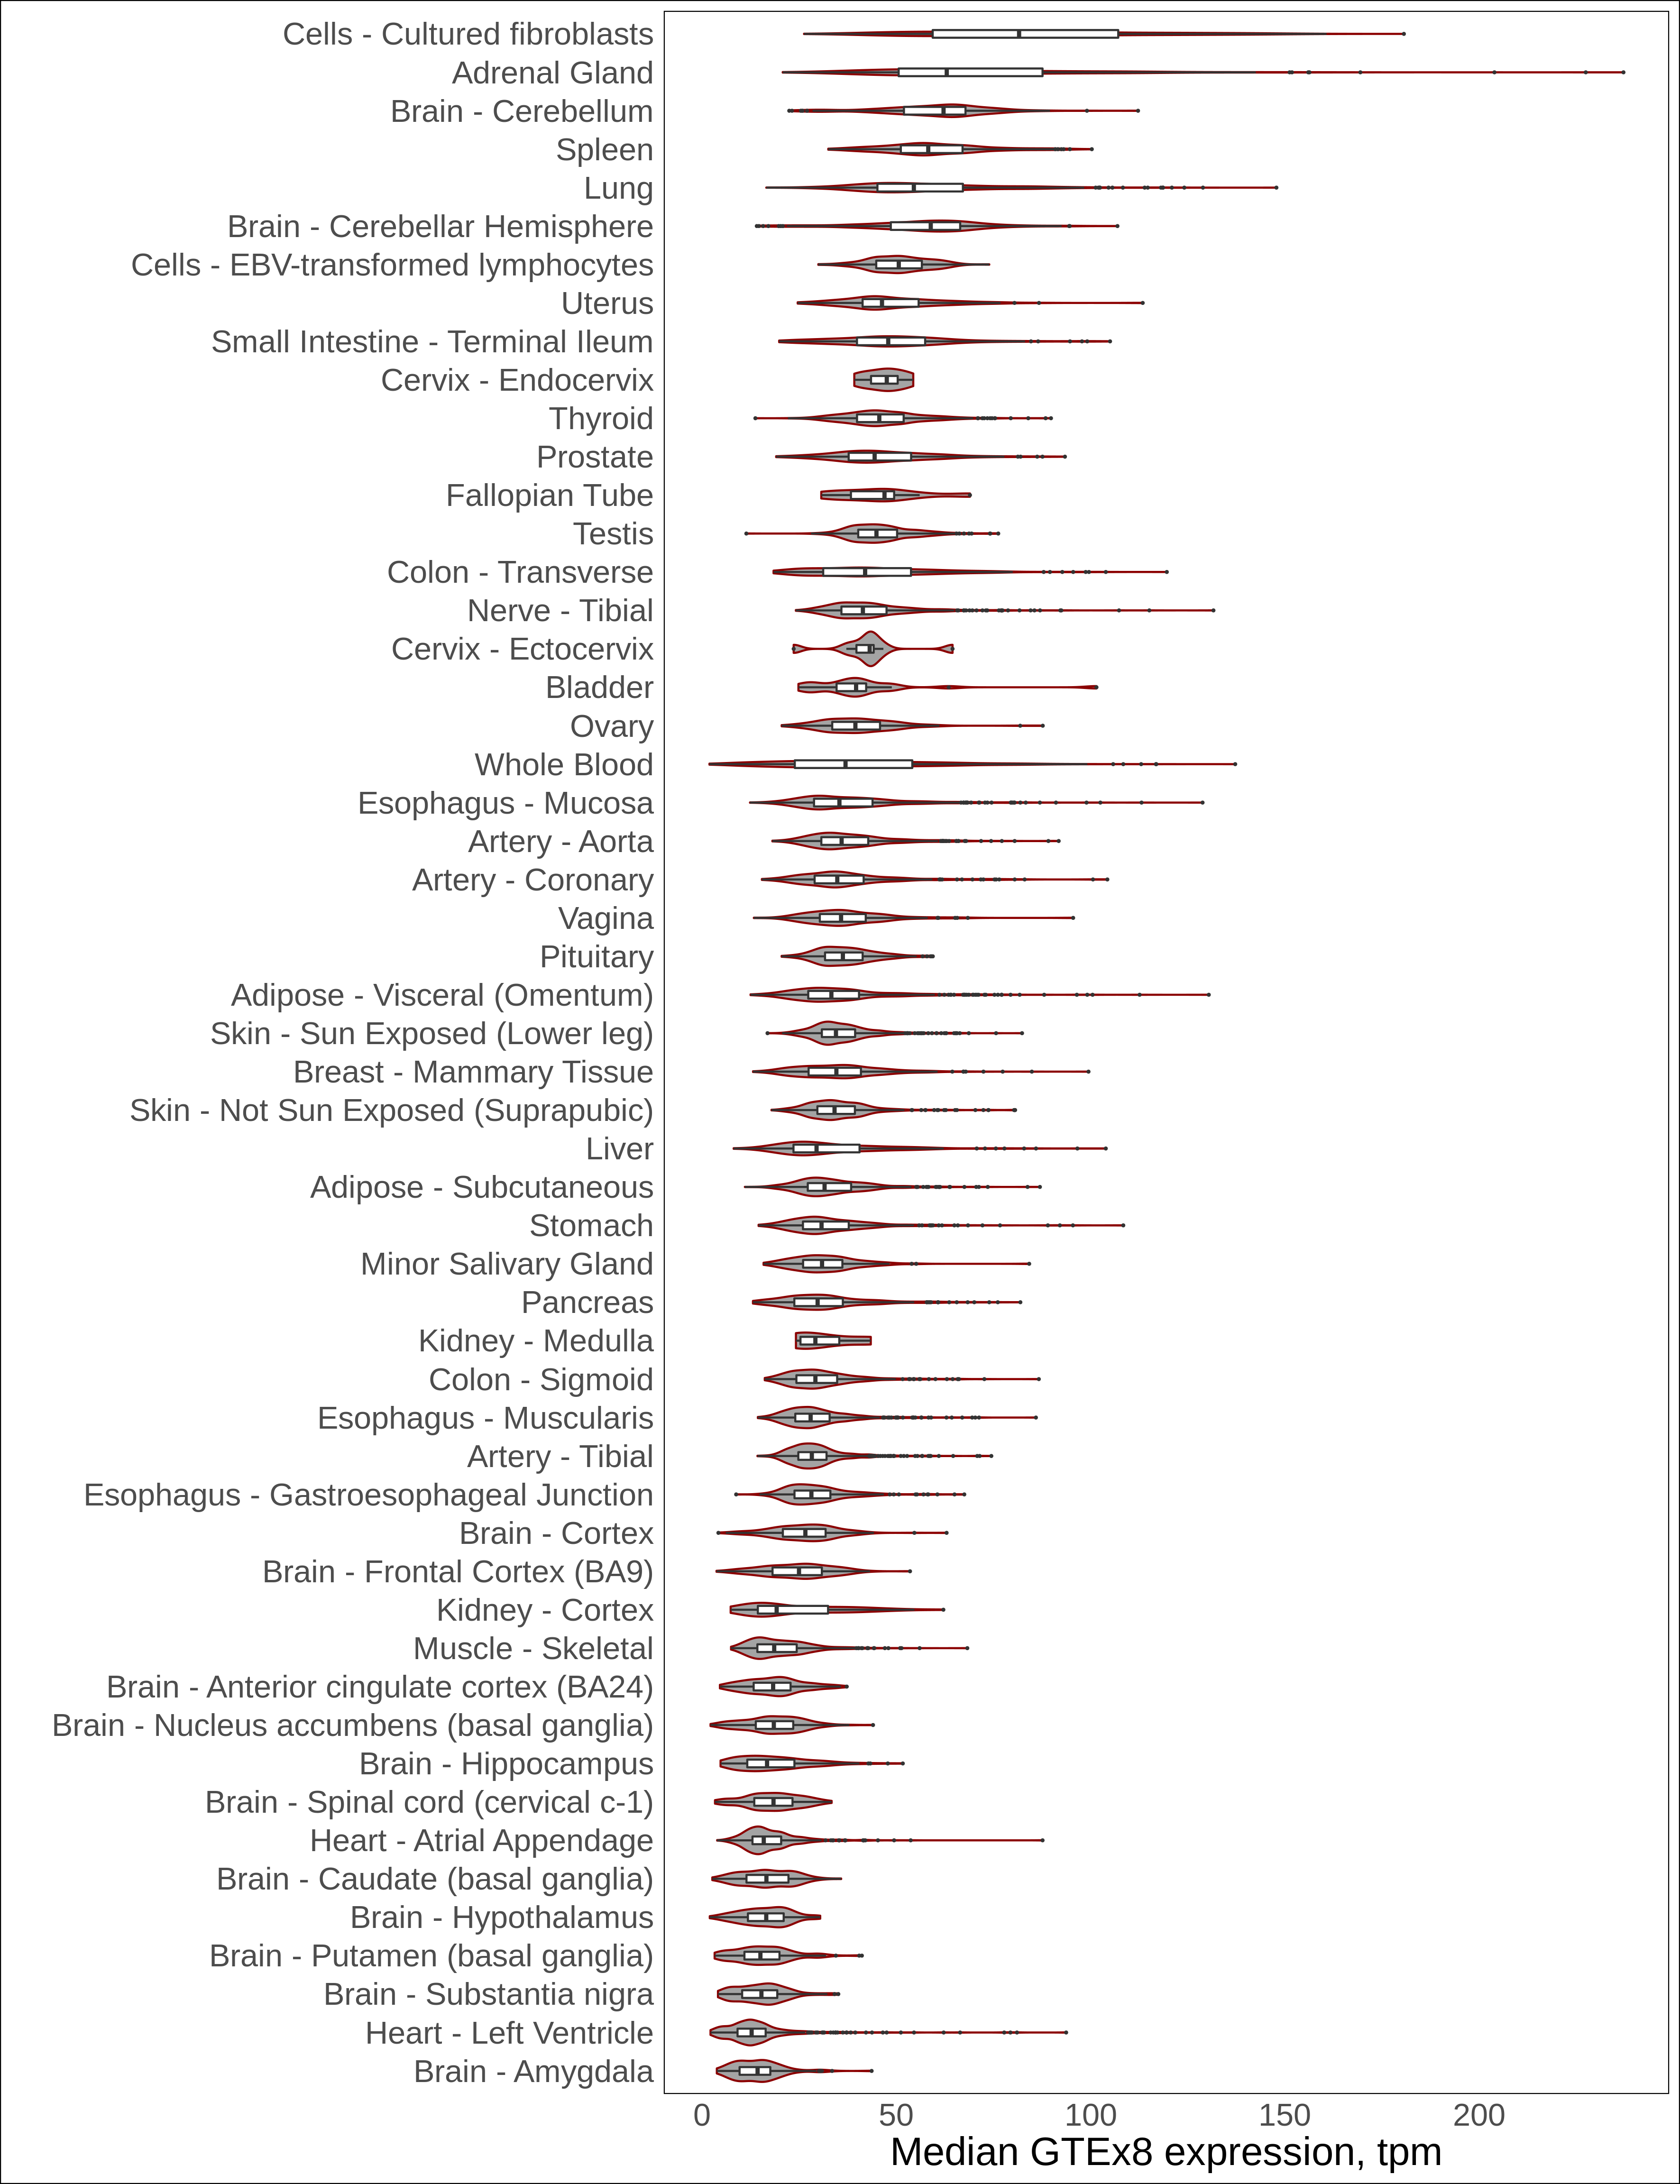 Cells - Cultured fibroblasts
Adrenal Gland
Brain - Cerebellum
Spleen
Lung
Brain - Cerebellar Hemisphere
Cells - EBV-transformed lymphocytes
Uterus
Small Intestine - Terminal Ileum
Cervix - Endocervix
Thyroid
Prostate
Fallopian Tube
Testis
Colon - Transverse
Nerve - Tibial
Cervix - Ectocervix
Bladder
Ovary
Whole Blood
Esophagus - Mucosa
Artery - Aorta
Artery - Coronary
Vagina
Pituitary
Adipose - Visceral (Omentum)
Skin - Sun Exposed (Lower leg)
Breast - Mammary Tissue
Skin - Not Sun Exposed (Suprapubic)
Liver
Adipose - Subcutaneous
Stomach
Minor Salivary Gland
Pancreas
Kidney - Medulla
Colon - Sigmoid
Esophagus - Muscularis
Artery - Tibial
Esophagus - Gastroesophageal Junction
Brain - Cortex
Brain - Frontal Cortex (BA9)
Kidney - Cortex
Muscle - Skeletal
Brain - Anterior cingulate cortex (BA24)
Brain - Nucleus accumbens (basal ganglia)
Brain - Hippocampus
Brain - Spinal cord (cervical c-1)
Heart - Atrial Appendage
Brain - Caudate (basal ganglia)
Brain - Hypothalamus
Brain - Putamen (basal ganglia)
Brain - Substantia nigra
Heart - Left Ventricle
Brain - Amygdala
0 50 100 150 200
Median GTEx8 expression, tpm